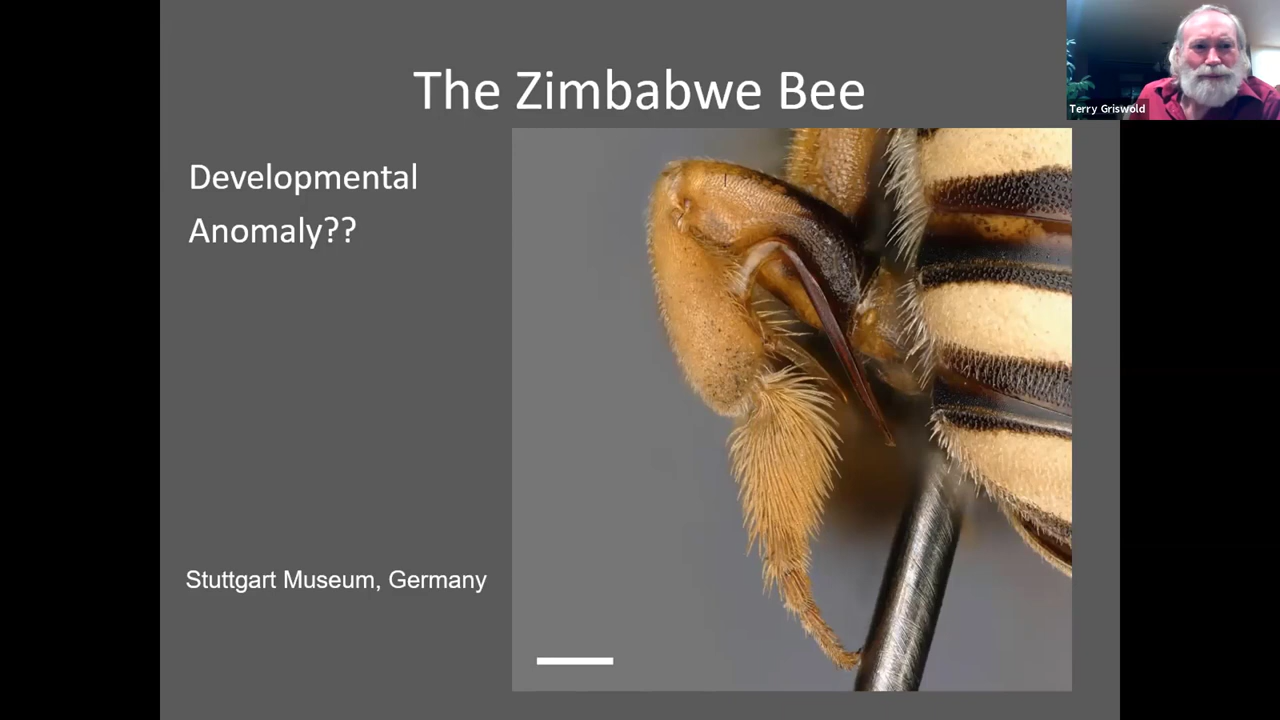 The Zimbabwe Bee
Terry Griswold
Developmental
Anomaly??
Stuttgart Museum, Germany